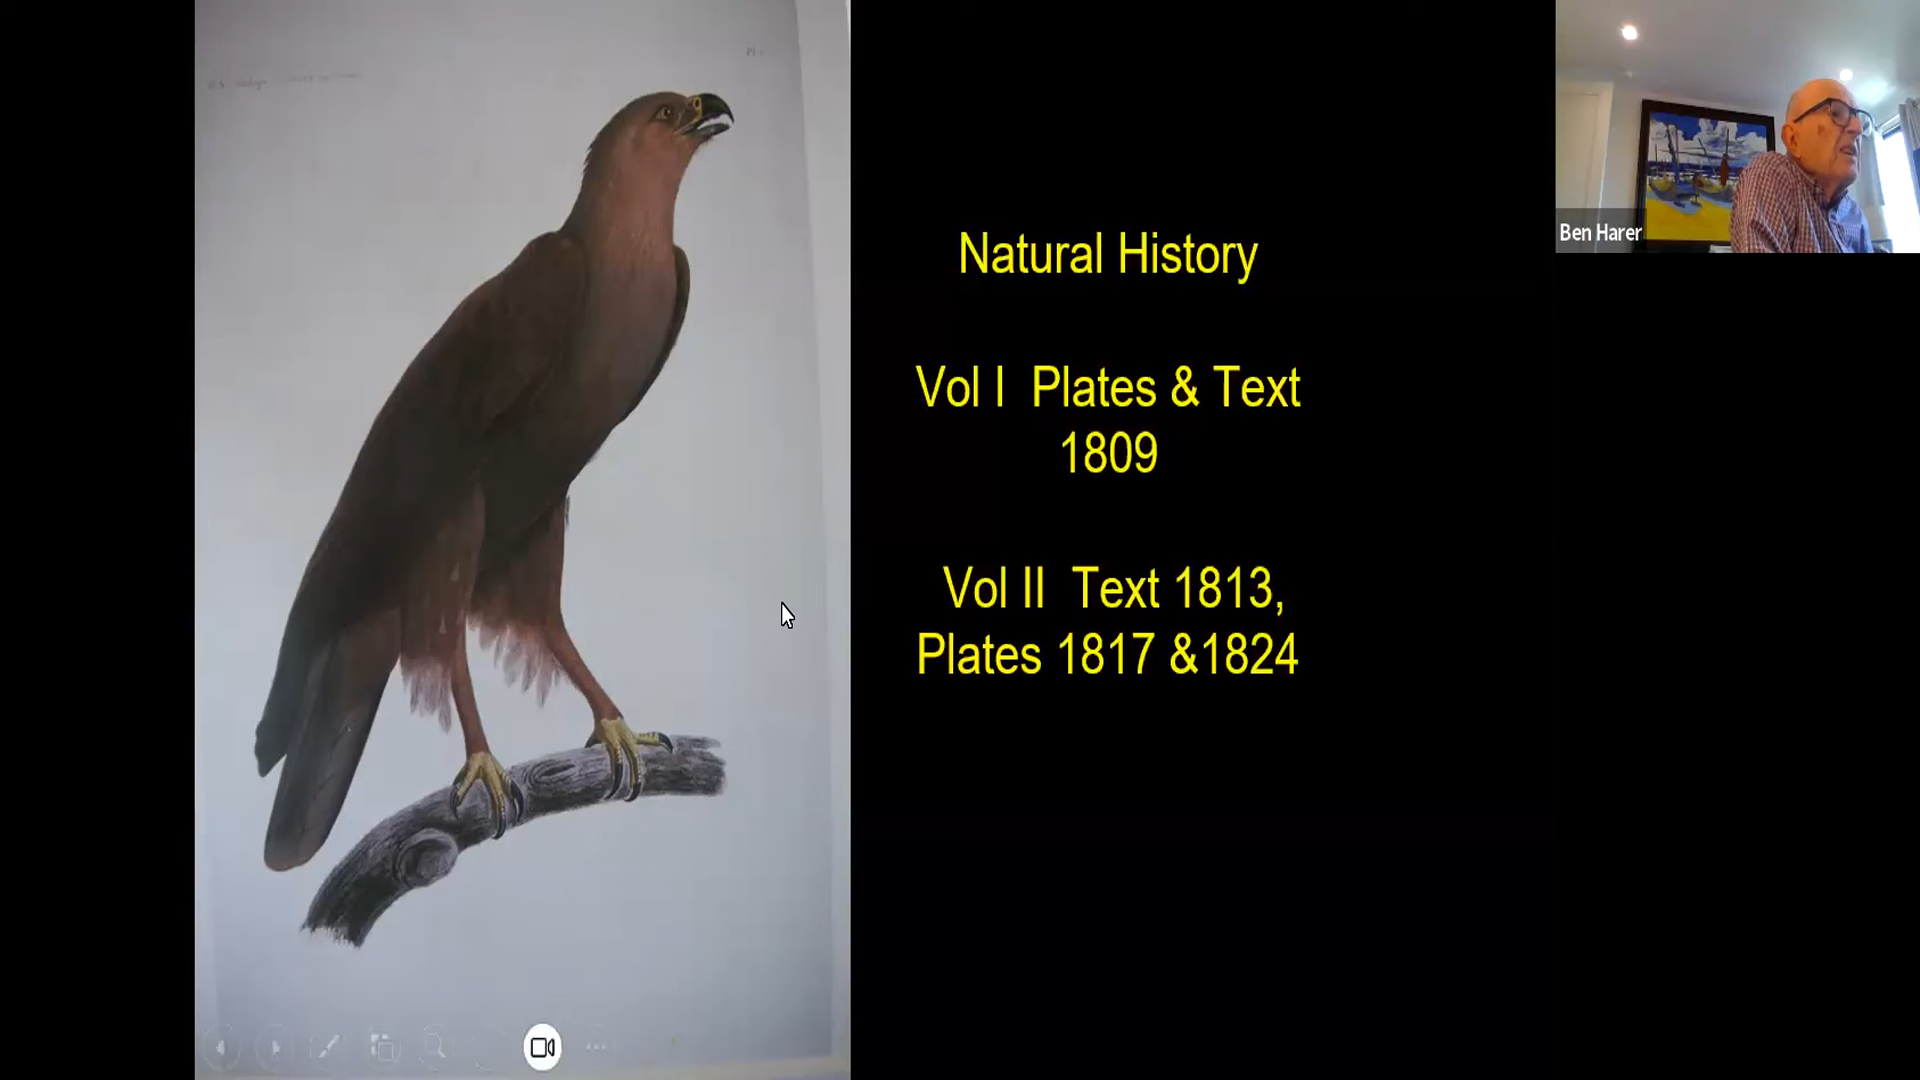 Natural History
Vol I Plates & Text
1809
Vol II Text 1813,
Plates 1817 &1824
Ben Harer